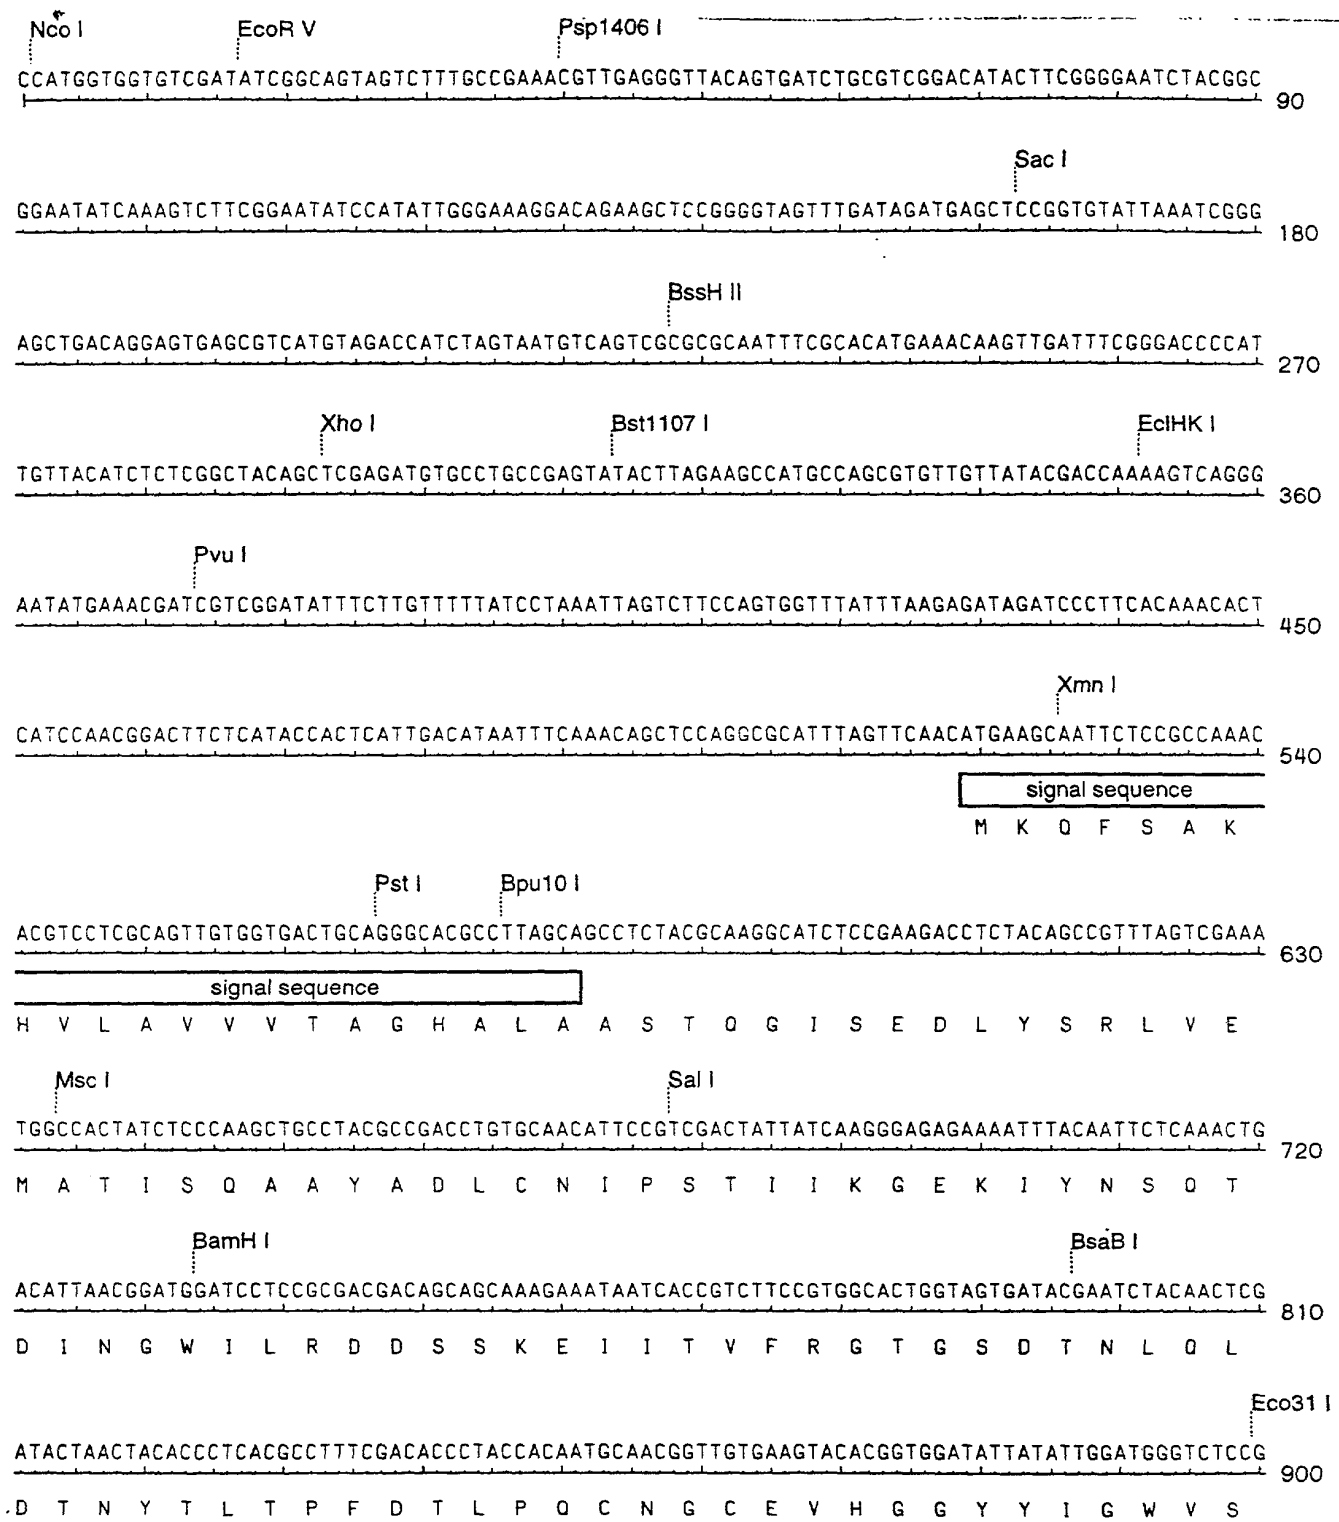 Nco I EcoR V Psp1406 I
CCATGGTGGTGTCGATATCGGCAGTAGTCTTTGCCGAAACGTTGAGGGTTACAGTGATCTGCGTCGGACATACTTCGGGGAATCTACGGC
90
Sac I
GGAATATCAAAGTCTTCGGAATATCCATATTGGGAAAGGACAGAAGCTCCGGGGTAGTTTGATAGATGAGCTCCGGTGTATTAAATCGGG
180
BssH II
AGCTGACAGGAGTGAGCGTCATGTAGACCATCTAGTAATGTCAGTCGCGCGCAATTTCGCACATGAAACAAGTTGATTTCGGGACCCCAT
270
Xho I Bst1107 I EclHK I
TGTTACATCTCTCGGCTACAGCTCGAGATGTGCCTGCCGAGTATACTTAGAAGCCATGCCAGCGTGTTGTTATACGACCAAAAGTCAGGG
360
Pvu I
AATATGAAACGATCGTCGGATATTTCTTGTTTTTATCCTAAATTAGTCTTCCAGTGGTTTATTTAAGAGATAGATCCCTTCACAAACACT
450
Xmn I
CATCCAACGGACTTCTCATACCACTCATTGACATAATTTCAAACAGCTCCAGGCGCATTTAGTTCAACATGAAGCAATTCTCCGCCAAAC
540
signal sequence
M K Q F S A K
Pst I Bpu10 I
ACGTCCTCGCAGTTGTGGTGACTGCAGGGCACGCCTTAGCAGCCTCTACGCAAGGCATCTCCGAAGACCTCTACAGCCGTTTAGTCGAAA
630
signal sequence
H V L A V V V T A G H A L A A S T Q G I S E D L Y S R L V E
Msc I Sal I
TGGCCACTATCTCCCAAGCTGCCTACGCCGACCTGTGCAACATTCCGTCGACTATTATCAAGGGAGAGAAAATTTACAATTCTCAAACTG
720
M A T I S Q A A Y A D L C N I P S T I I K G E K I Y N S Q T
BamH I BsaB I
ACATTAACGGATGGATCCTCCGCGACGACAGCAGCAAAGAAATAATCACCGTCTTCCGTGGCACTGGTAGTGATACGAATCTACAACTCG
810
D I N G W I L R D D S S K E I I T V F R G T G S D T N L Q L
Eco31 I
ATACTAACTACACCCTCACGCCTTTCGACACCCTACCACAATGCAACGGTTGTGAAGTACACGGTGGATATTATATTGGATGGGTCTCCG
900
D T N Y T L T P F D T L P Q C N G C E V H G G Y Y I G W V S